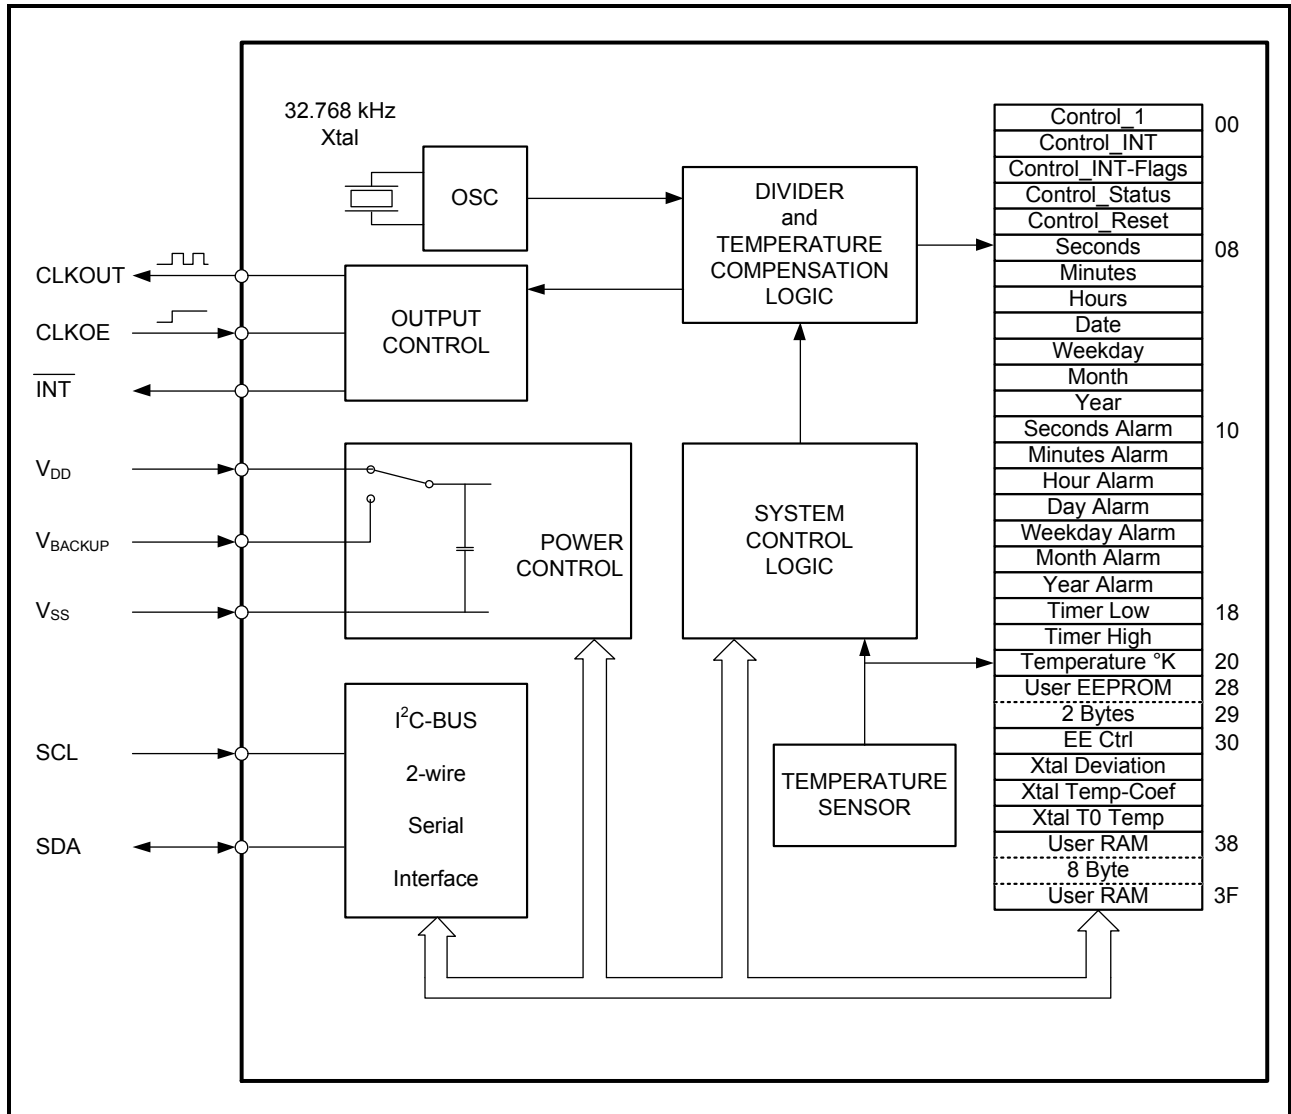 32.768 kHz
Xtal
OSC
DIVIDER
and
TEMPERATURE
COMPENSATION
LOGIC
CLKOUT
CLKOE
INT
OUTPUT
CONTROL
VDD
VBACKUP
VSS
POWER
CONTROL
SYSTEM
CONTROL
LOGIC
SCL
SDA
I²C-BUS
2-wire
Serial
Interface
TEMPERATURE
SENSOR
Control_1 00
Control_INT
Control_INT-Flags
Control_Status
Control_Reset
Seconds 08
Minutes
Hours
Date
Weekday
Month
Year
Seconds Alarm 10
Minutes Alarm
Hour Alarm
Day Alarm
Weekday Alarm
Month Alarm
Year Alarm
Timer Low 18
Timer High
Temperature °K 20
User EEPROM 28
2 Bytes 29
EE Ctrl 30
Xtal Deviation
Xtal Temp-Coef
Xtal T0 Temp
User RAM 38
8 Byte
User RAM 3F